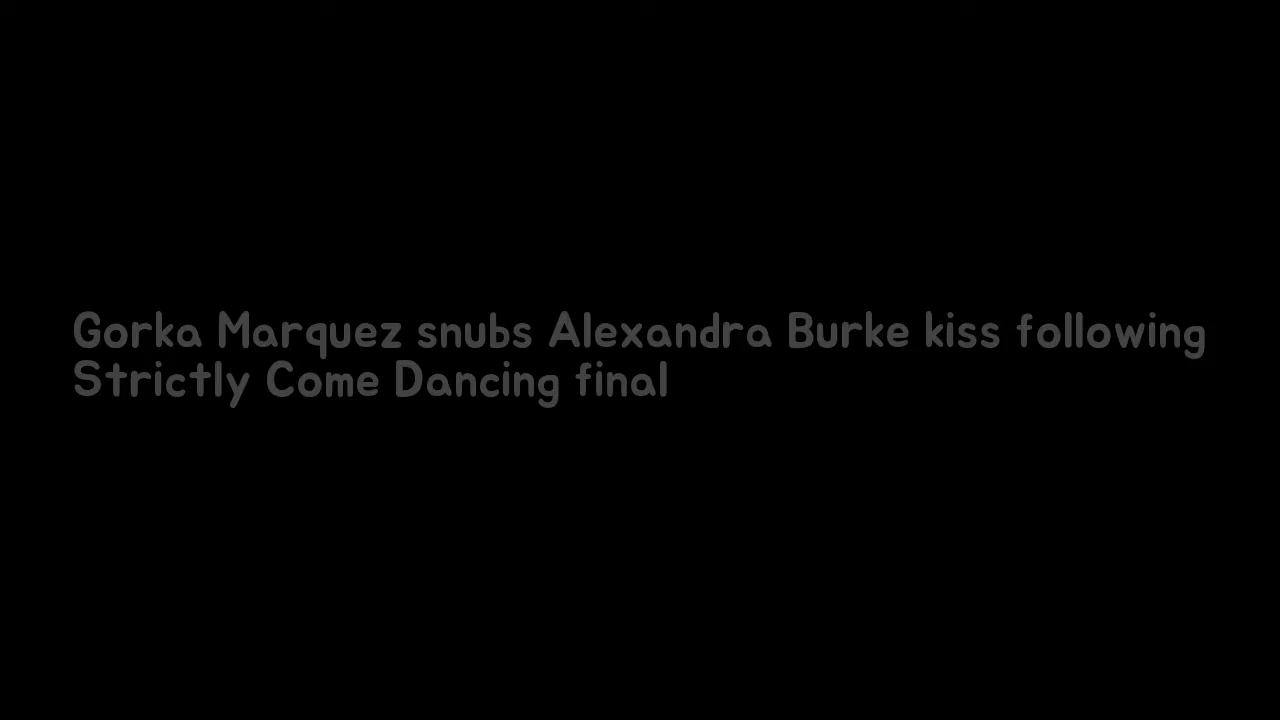 Gorka Marquez snubs Alexandra Burke kiss following
Strictly Come Dancing final